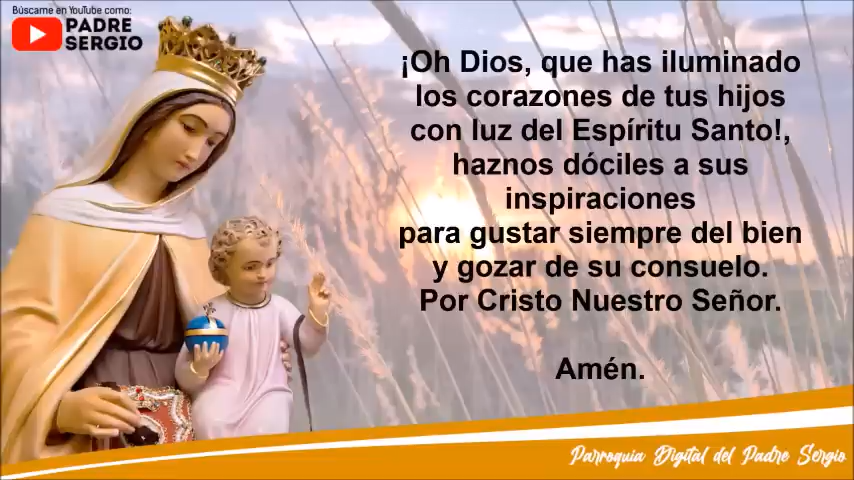 Búscame en YouTube como:
PADRE
SERGIO
¡Oh Dios, que has iluminado
los corazones de tus hijos
con luz del Espíritu Santo!,
haznos dóciles a sus
inspiraciones
para gustar siempre del bien
y gozar de su consuelo.
Por Cristo Nuestro Señor.
Amén.
Parroquia Digital del Padre Sergio